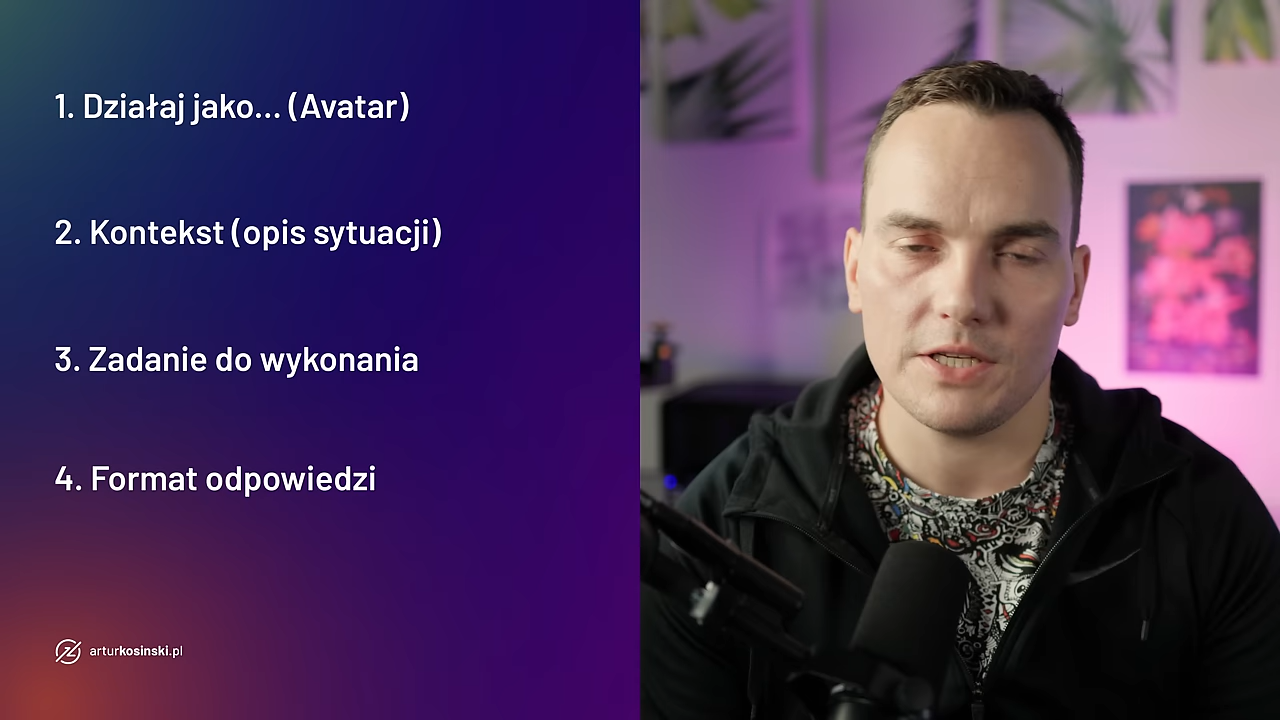 1. Działaj jako... (Avatar)
2. Kontekst (opis sytuacji)
3. Zadanie do wykonania
4. Format odpowiedzi
arturkosinski.pl